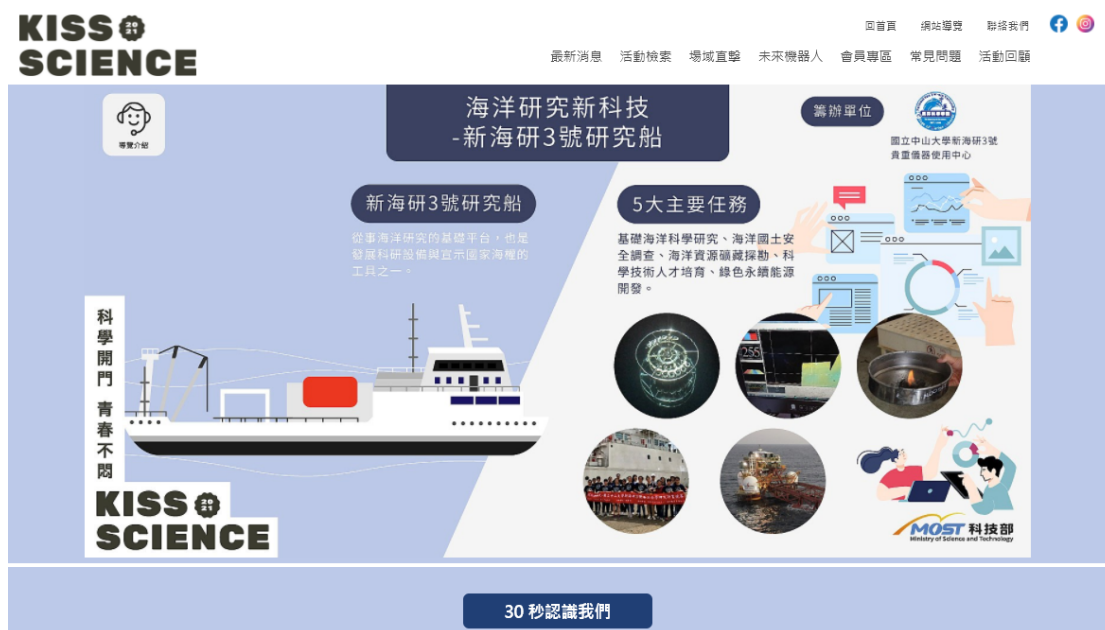 KISS 2021
SCIENCE
回首頁 網站導覽 聯絡我們
最新消息 活動檢索 場域直擊 未來機器人 會員專區 常見問題 活動回顧
導覽介紹
海洋研究新科技
-新海研3號研究船
籌辦單位
國立中山大學新海研3號
貴重儀器使用中心
新海研3號研究船
從事海洋研究的基礎平台，也是
發展科研設備與宣示國家海權的
工具之一。
5大主要任務
基礎海洋科學研究、海洋國土安
全調查、海洋資源礦藏探勘、科
學技術人才培育、綠色永續能源
開發。
255
科學開門 青春不悶
KISS 2021
SCIENCE
MOST 科技部
Ministry of Science and Technology
30 秒認識我們